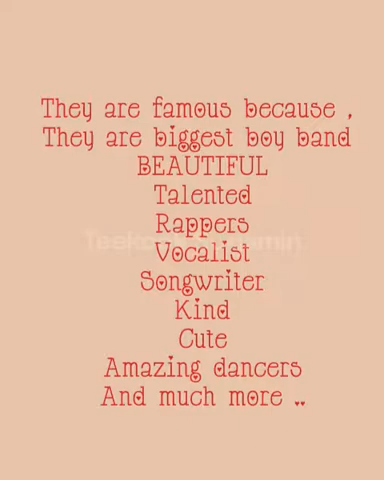 They are famous because ,
They are biggest boy band
BEAUTIFUL
Talented
Rappers
Vocalist
Songwriter
Kind
Cute
Amazing dancers
And much more ..